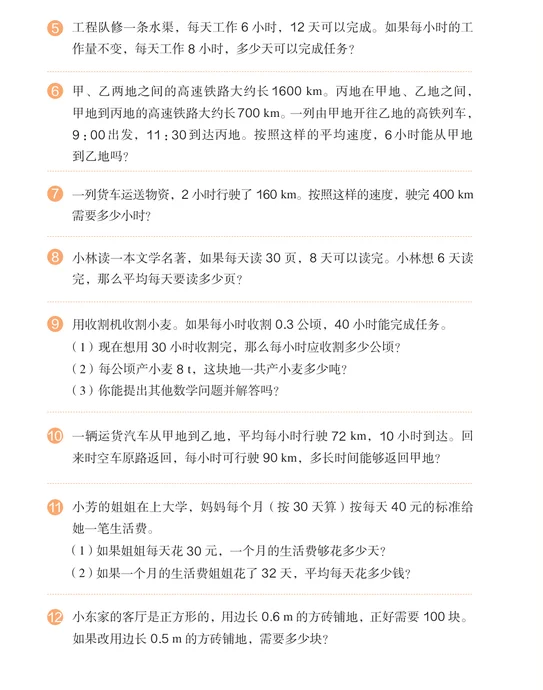 5 工程队修一条水渠，每天工作 6 小时，12 天可以完成。如果每小时的工
作量不变，每天工作 8 小时，多少天可以完成任务？
6 甲、乙两地之间的高速铁路大约长1600 km。丙地在甲地、乙地之间，
甲地到丙地的高速铁路大约长700 km。一列由甲地开往乙地的高铁列车，
9：00出发，11：30到达丙地。按照这样的平均速度，6小时能从甲地
到乙地吗？
7 一列货车运送物资，2 小时行驶了 160 km。按照这样的速度，驶完 400 km
需要多少小时？
8 小林读一本文学名著，如果每天读 30 页，8 天可以读完。小林想 6 天读
完，那么平均每天要读多少页？
9 用收割机收割小麦。如果每小时收割 0.3 公顷，40 小时能完成任务。
（1）现在想用 30 小时收割完，那么每小时应收割多少公顷？
（2）每公顷产小麦 8 t，这块地一共产小麦多少吨？
（3）你能提出其他数学问题并解答吗？
10 一辆运货汽车从甲地到乙地，平均每小时行驶 72 km，10 小时到达。回
来时空车原路返回，每小时可行驶 90 km，多长时间能够返回甲地？
11 小芳的姐姐在上大学，妈妈每个月（按 30 天算）按每天 40 元的标准给
她一笔生活费。
（1）如果姐姐每天花 30 元，一个月的生活费够花多少天？
（2）如果一个月的生活费姐姐花了 32 天，平均每天花多少钱？
12 小东家的客厅是正方形的，用边长 0.6 m 的方砖铺地，正好需要 100 块。
如果改用边长 0.5 m 的方砖铺地，需要多少块？